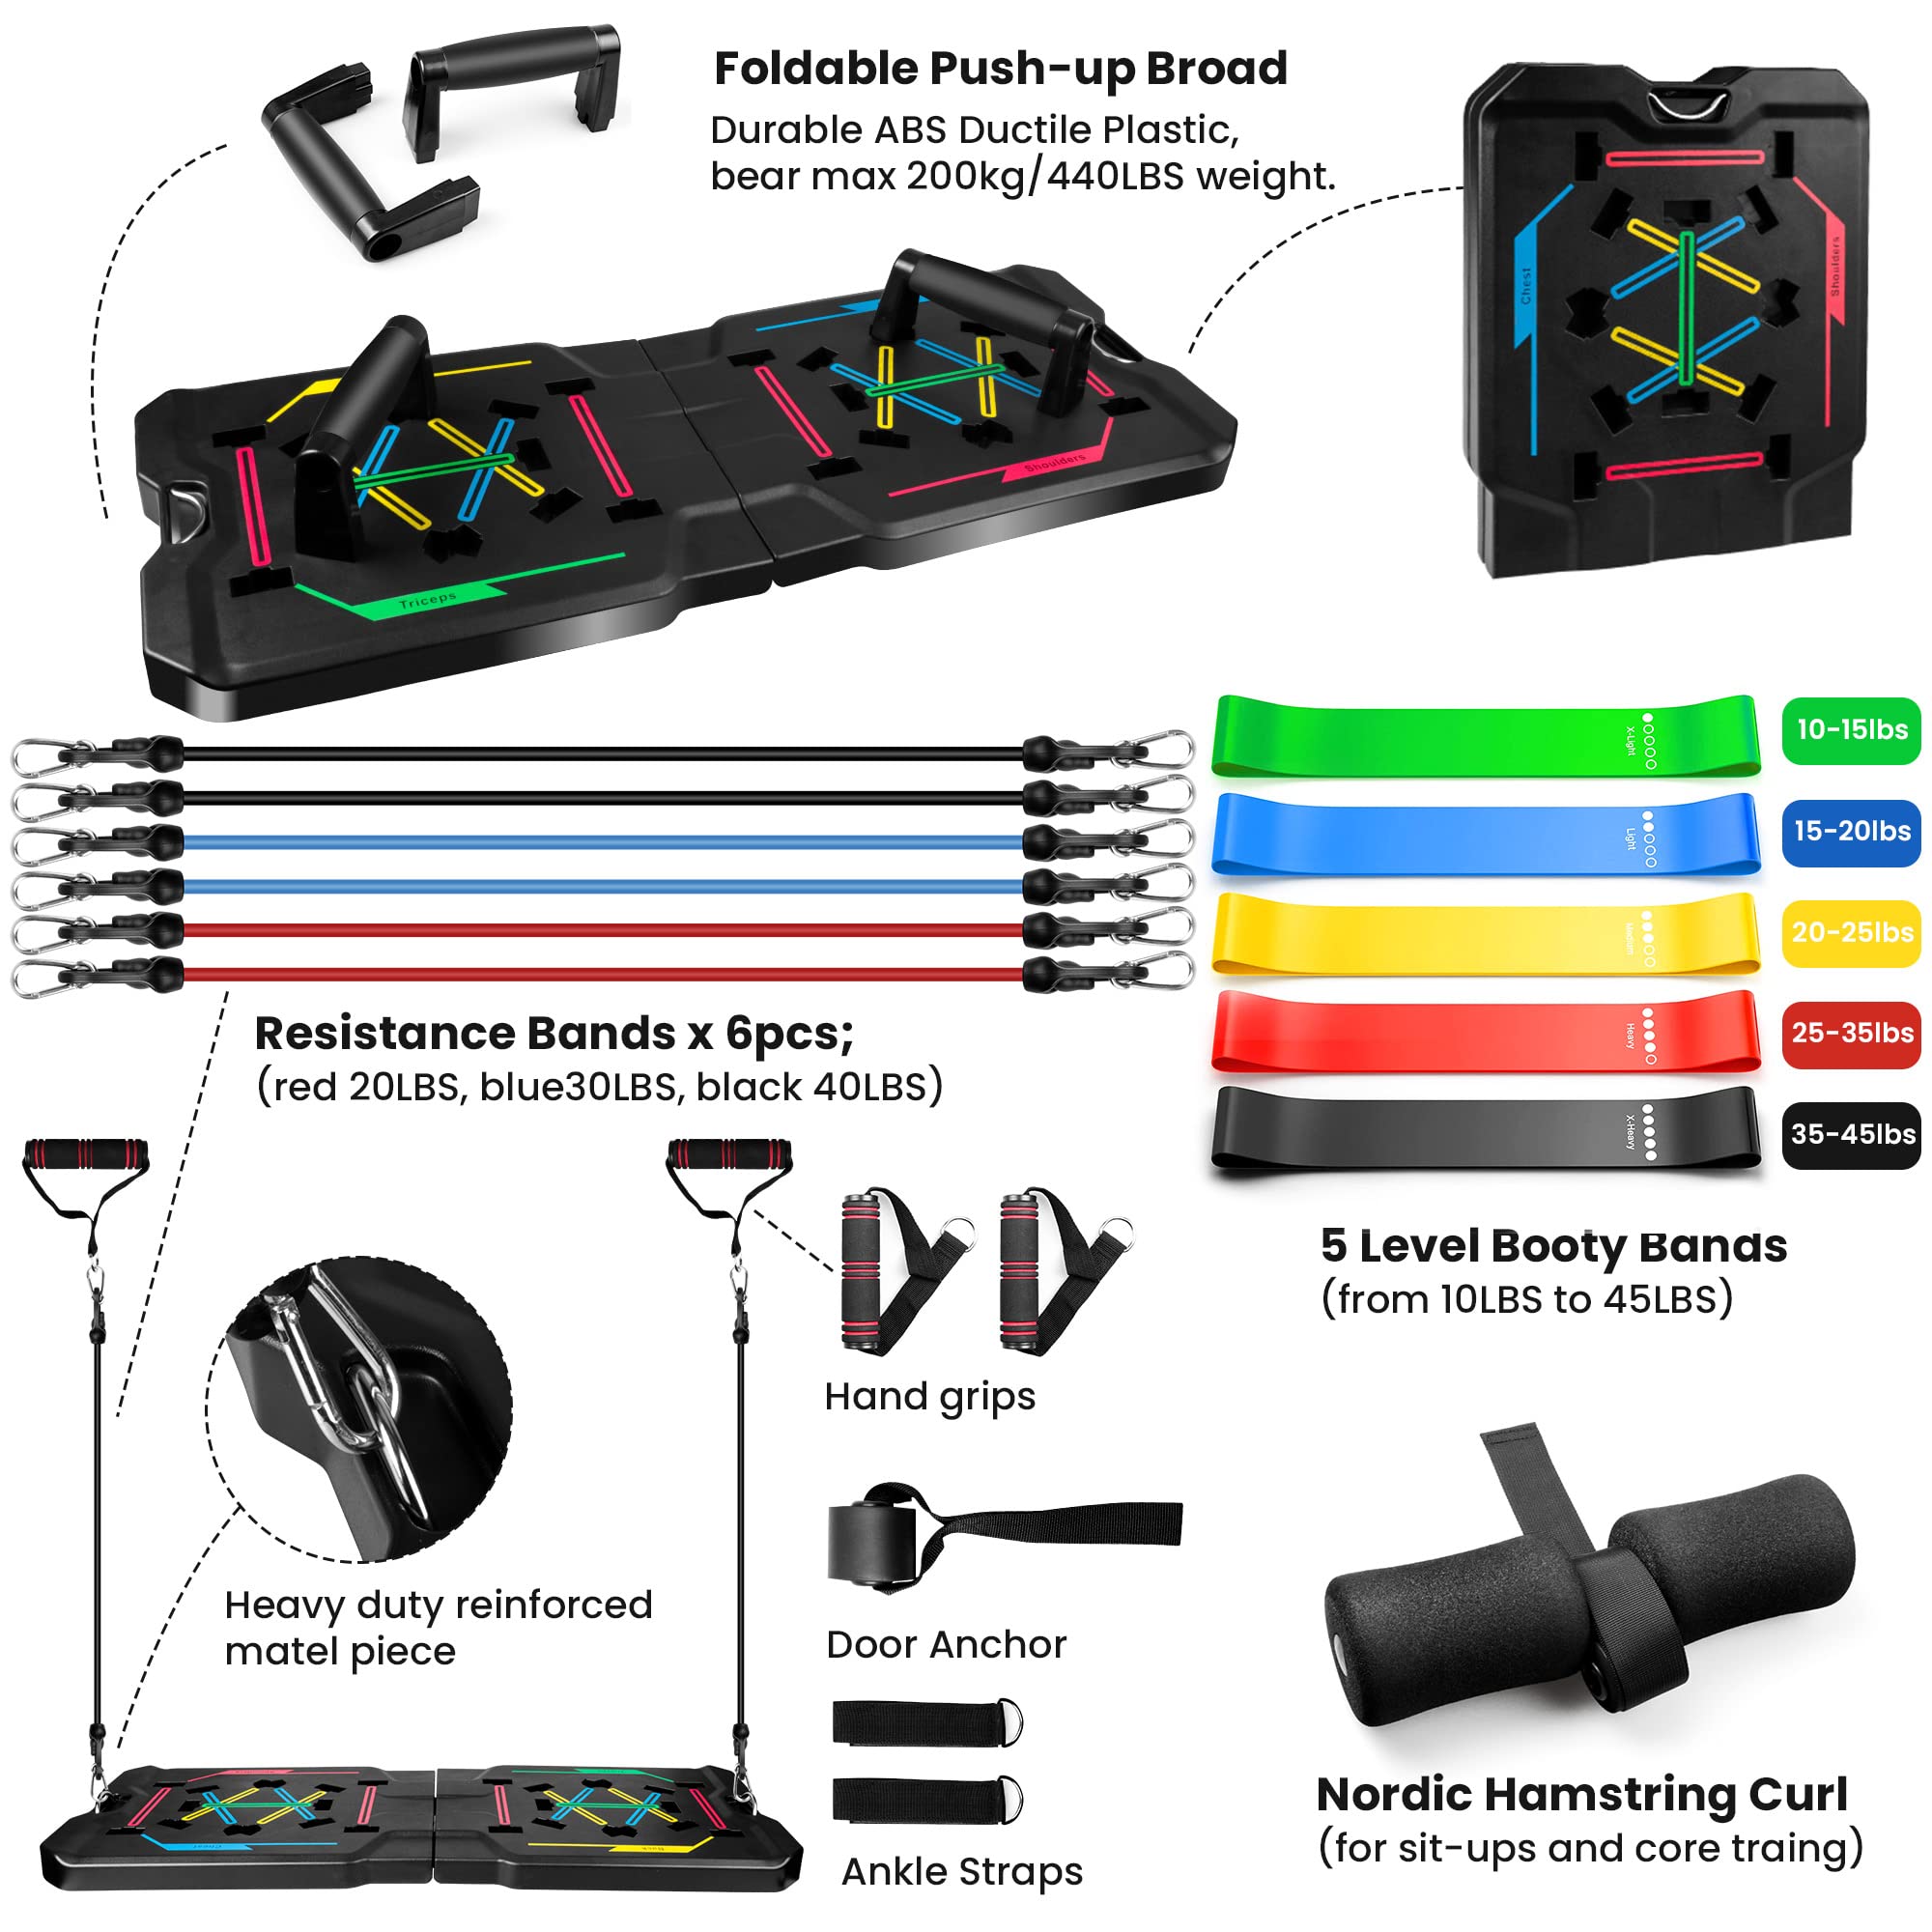 Foldable Push-up Broad
Durable ABS Ductile Plastic,
bear max 200kg/440LBS weight.
Chest
Shoulders
Shoulders
Triceps
X-Light
10-15lbs
Light
15-20lbs
Medium
20-25lbs
Heavy
25-35lbs
X-Heavy
35-45lbs
Resistance Bands x 6pcs;
(red 20LBS, blue30LBS, black 40LBS)
5 Level Booty Bands
(from 10LBS to 45LBS)
Hand grips
Heavy duty reinforced
matel piece
Door Anchor
Ankle Straps
Nordic Hamstring Curl
(for sit-ups and core traing)
Chest
Back